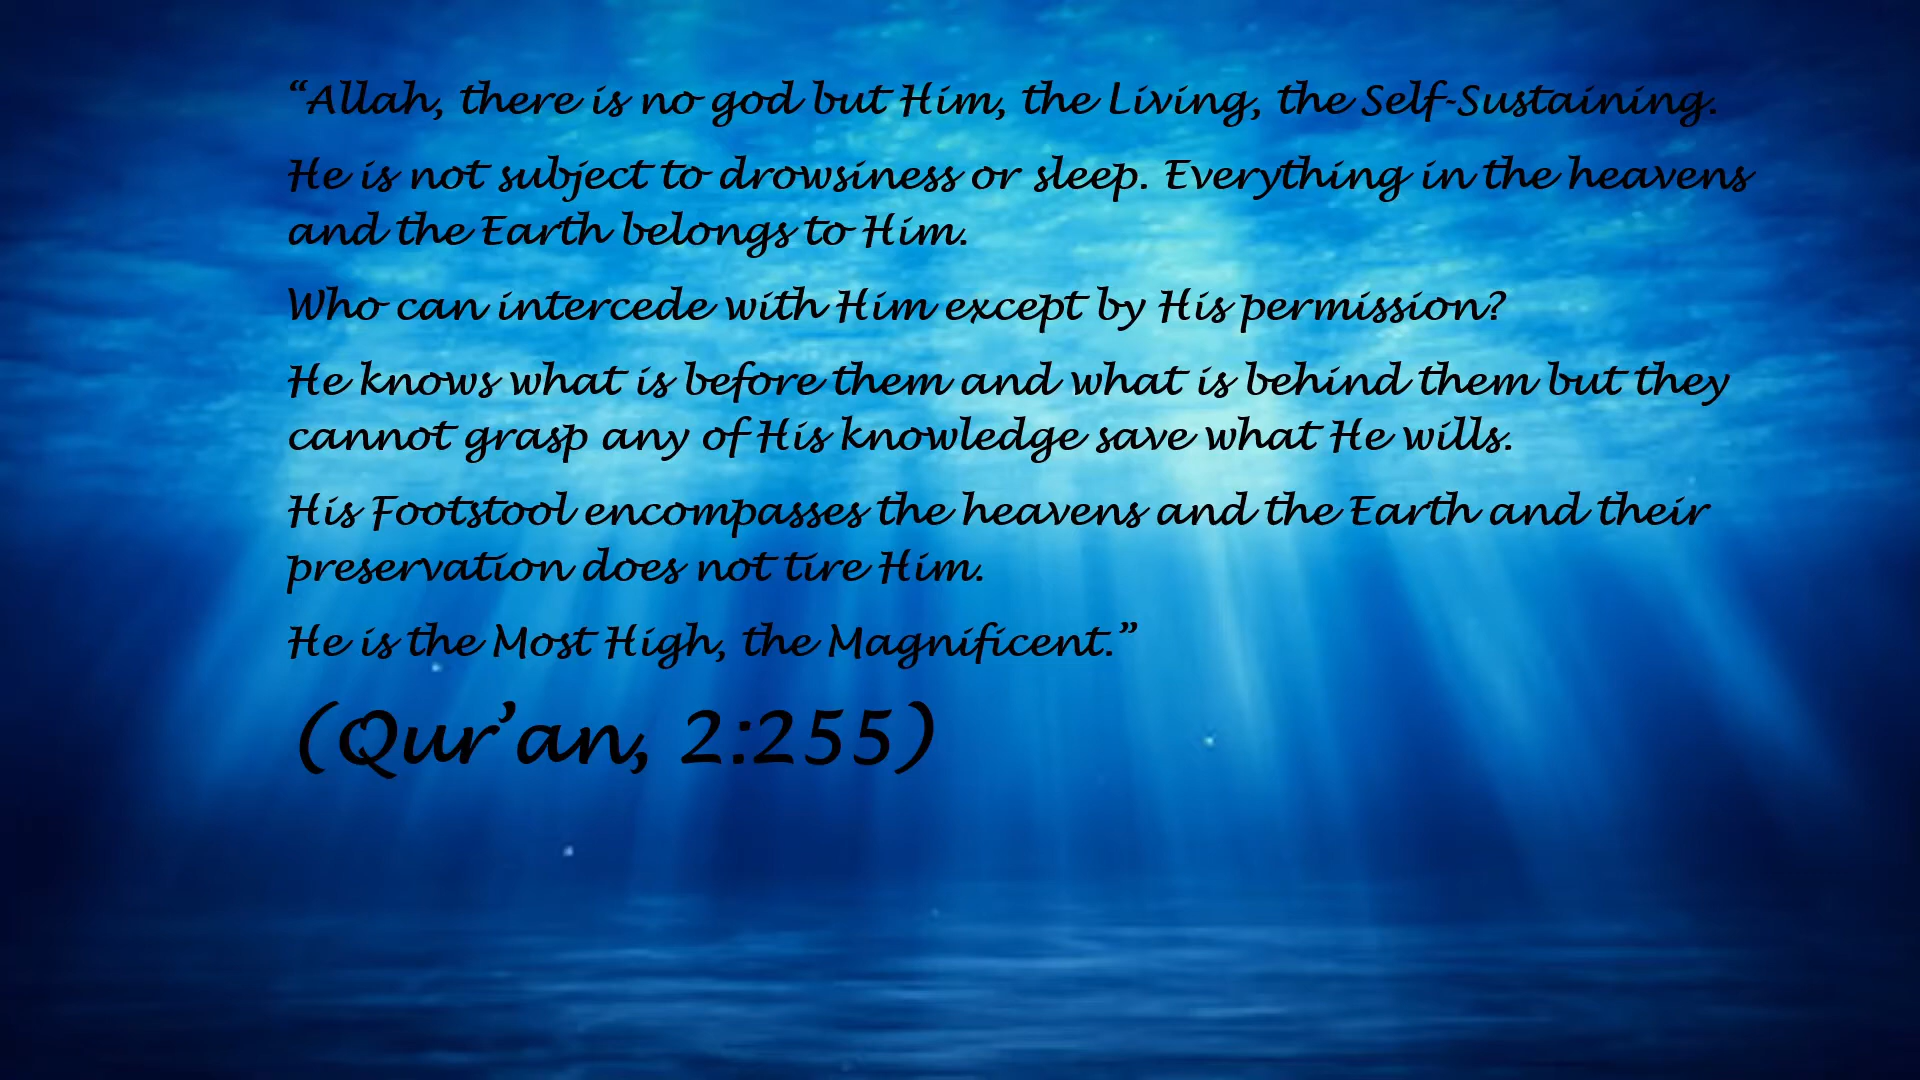 “Allah, there is no god but Him, the Living, the Self-Sustaining.
He is not subject to drowsiness or sleep. Everything in the heavens
and the Earth belongs to Him.
Who can intercede with Him except by His permission?
He knows what is before them and what is behind them but they
cannot grasp any of His knowledge save what He wills.
His Footstool encompasses the heavens and the Earth and their
preservation does not tire Him.
He is the Most High, the Magnificent.”
(Qur’an, 2:255)